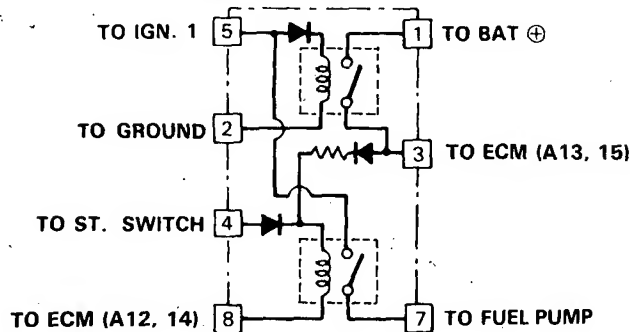 TO IGN. 1 5 1 TO BAT ⊕
TO GROUND 2
3 TO ECM (A13, 15)
TO ST. SWITCH 4
TO ECM (A12, 14) 8 7 TO FUEL PUMP